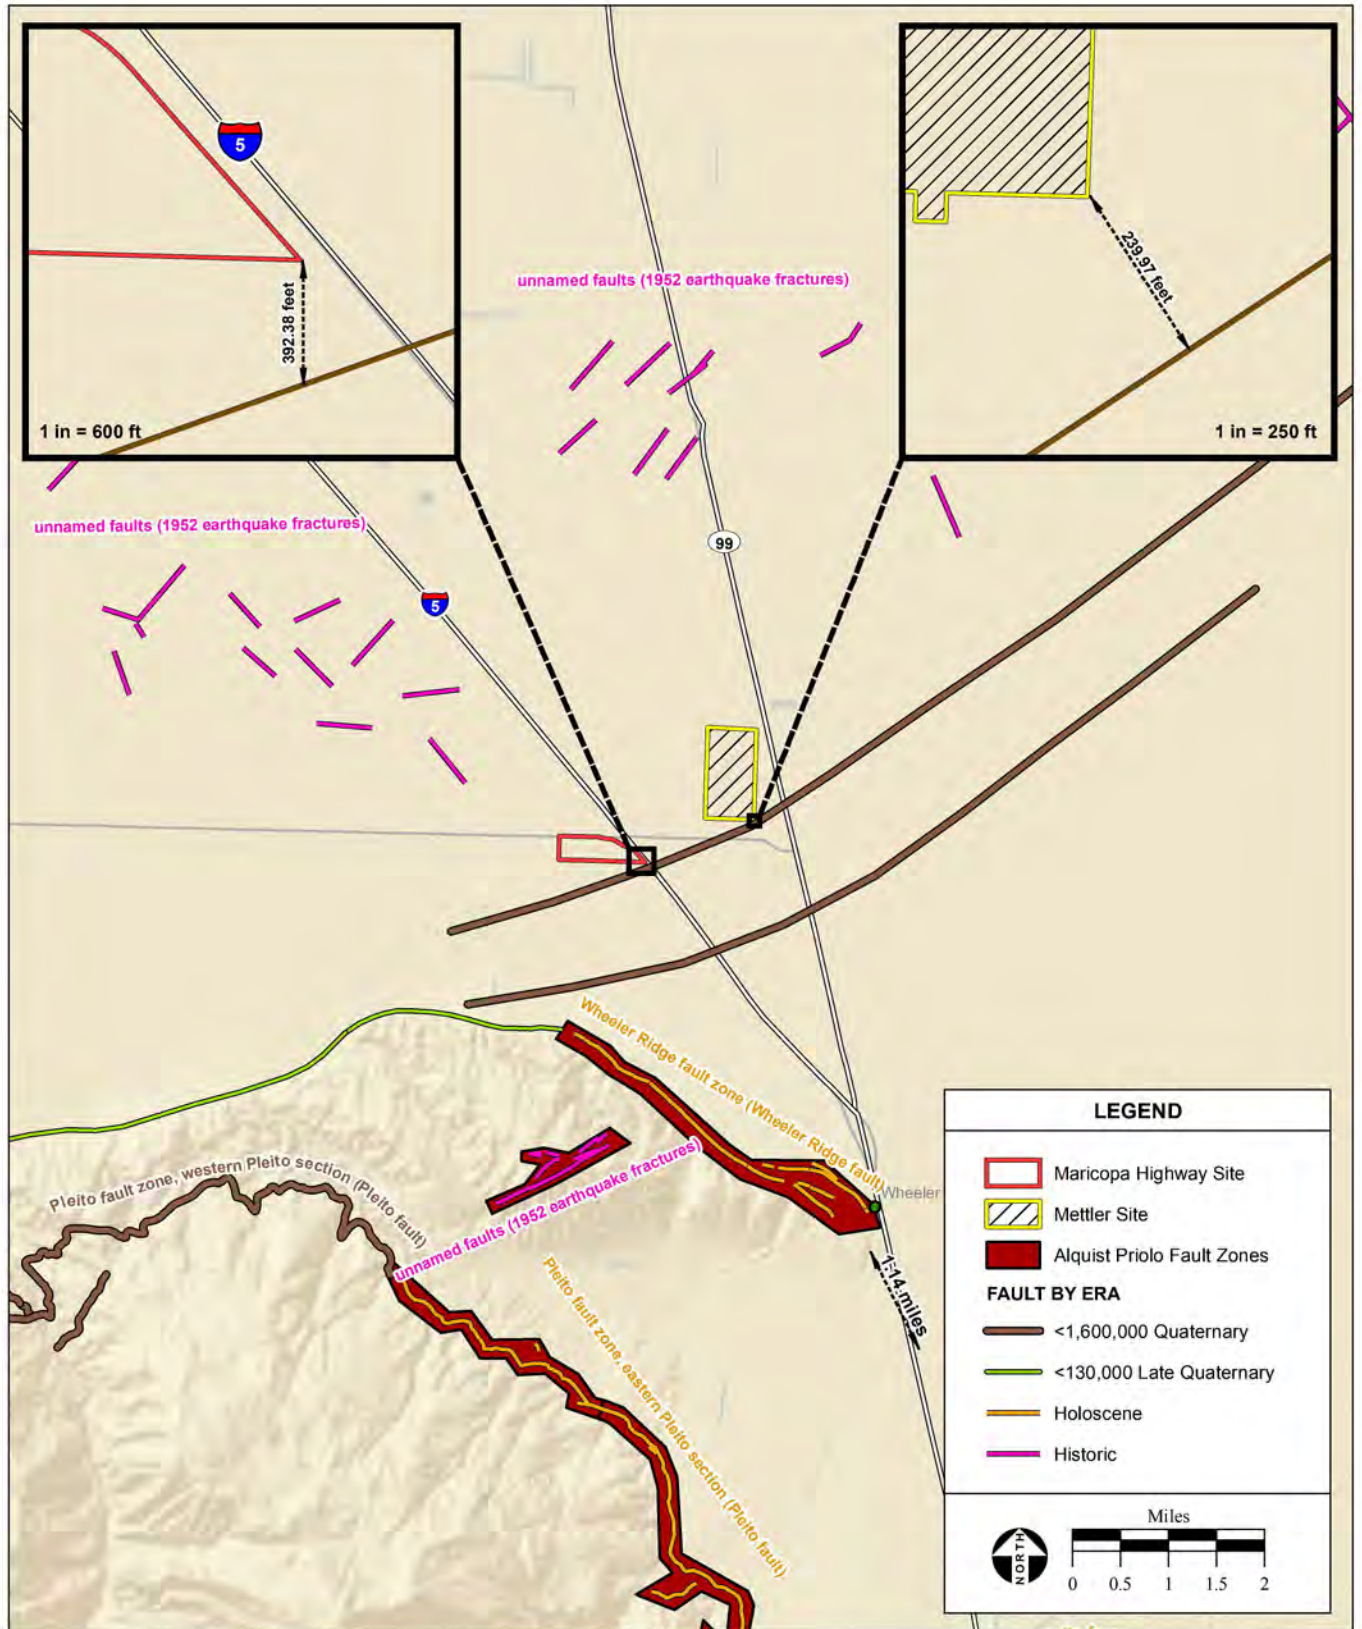 5
392.38 feet
1 in = 600 ft
239.97 feet
1 in = 250 ft
unnamed faults (1952 earthquake fractures)
unnamed faults (1952 earthquake fractures)
99
5
Wheeler Ridge fault zone (Wheeler Ridge fault)
Pleito fault zone, western Pleito section (Pleito fault)
unnamed faults (1952 earthquake fractures)
Wheeler
Pleito fault zone, eastern Pleito section (Pleito fault)
1.14 miles
LEGEND
Maricopa Highway Site
Mettler Site
Alquist Priolo Fault Zones
FAULT BY ERA
<1,600,000 Quaternary
<130,000 Late Quaternary
Holoscene
Historic
NORTH
Miles
0 0.5 1 1.5 2